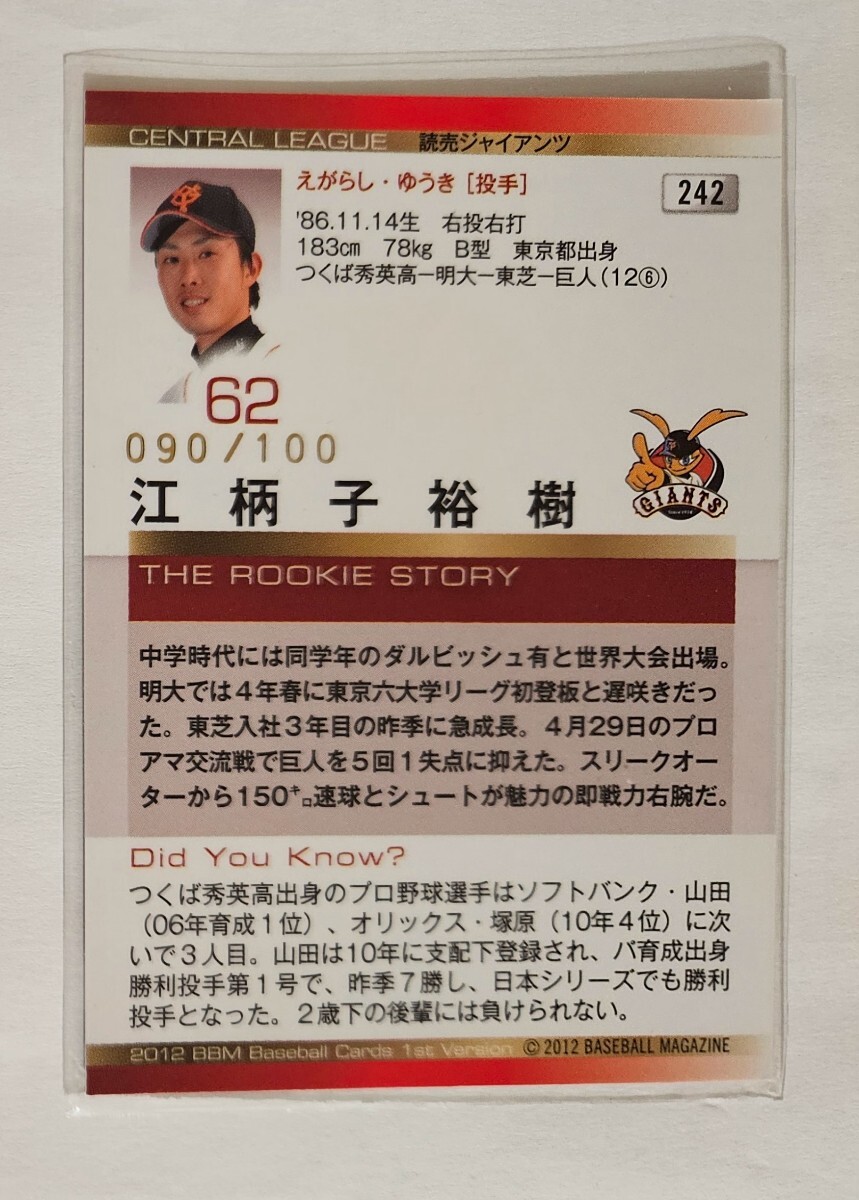 CENTRAL LEAGUE 読売ジャイアンツ
えがらし・ゆうき [投手]
242
'86.11.14生 右投右打
183cm 78kg B型 東京都出身
つくば秀英高ー明大ー東芝ー巨人(12⑥)
62
090/100
江柄子裕樹
GIANTS
THE ROOKIE STORY
中学時代には同学年のダルビッシュ有と世界大会出場。
明大では4年春に東京六大学リーグ初登板と遅咲きだっ
た。東芝入社3年目の昨季に急成長。4月29日のプロ
アマ交流戦で巨人を5回1失点に抑えた。スリークオー
ターから150㌔速球とシュートが魅力の即戦力右腕だ。
Did You Know?
つくば秀英高出身のプロ野球選手はソフトバンク・山田
(06年育成1位)、オリックス・塚原(10年4位)に次
いで3人目。山田は10年に支配下登録され、パ育成出身
勝利投手第1号で、昨季7勝し、日本シリーズでも勝利
投手となった。2歳下の後輩には負けられない。
2012 BBM Baseball Cards 1st Version © 2012 BASEBALL MAGAZINE